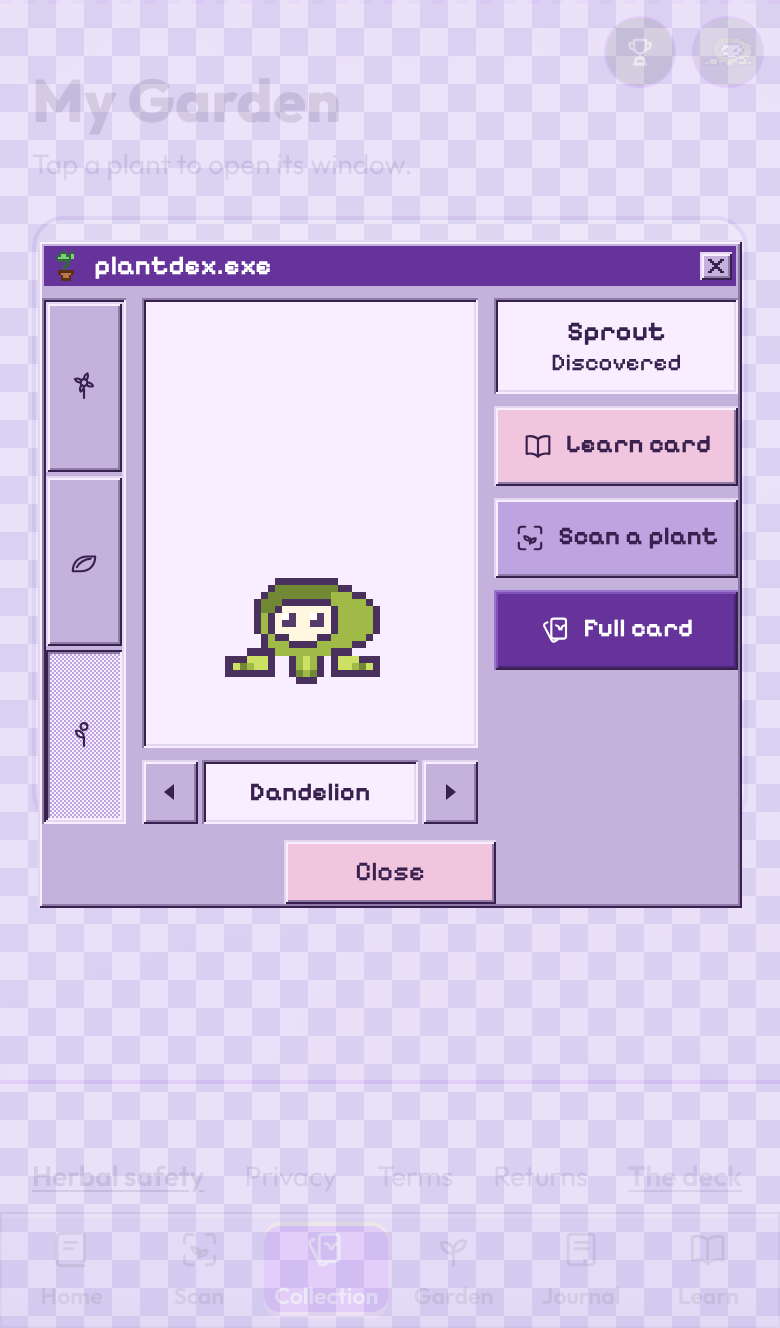 My Garden
Tap a plant to open its window.
plantdex.exe
Sprout
Discovered
Learn card
Scan a plant
Full card
Dandelion
Close
Herbal safety Privacy Terms Returns The deck
Home Scan Collection Garden Journal Learn